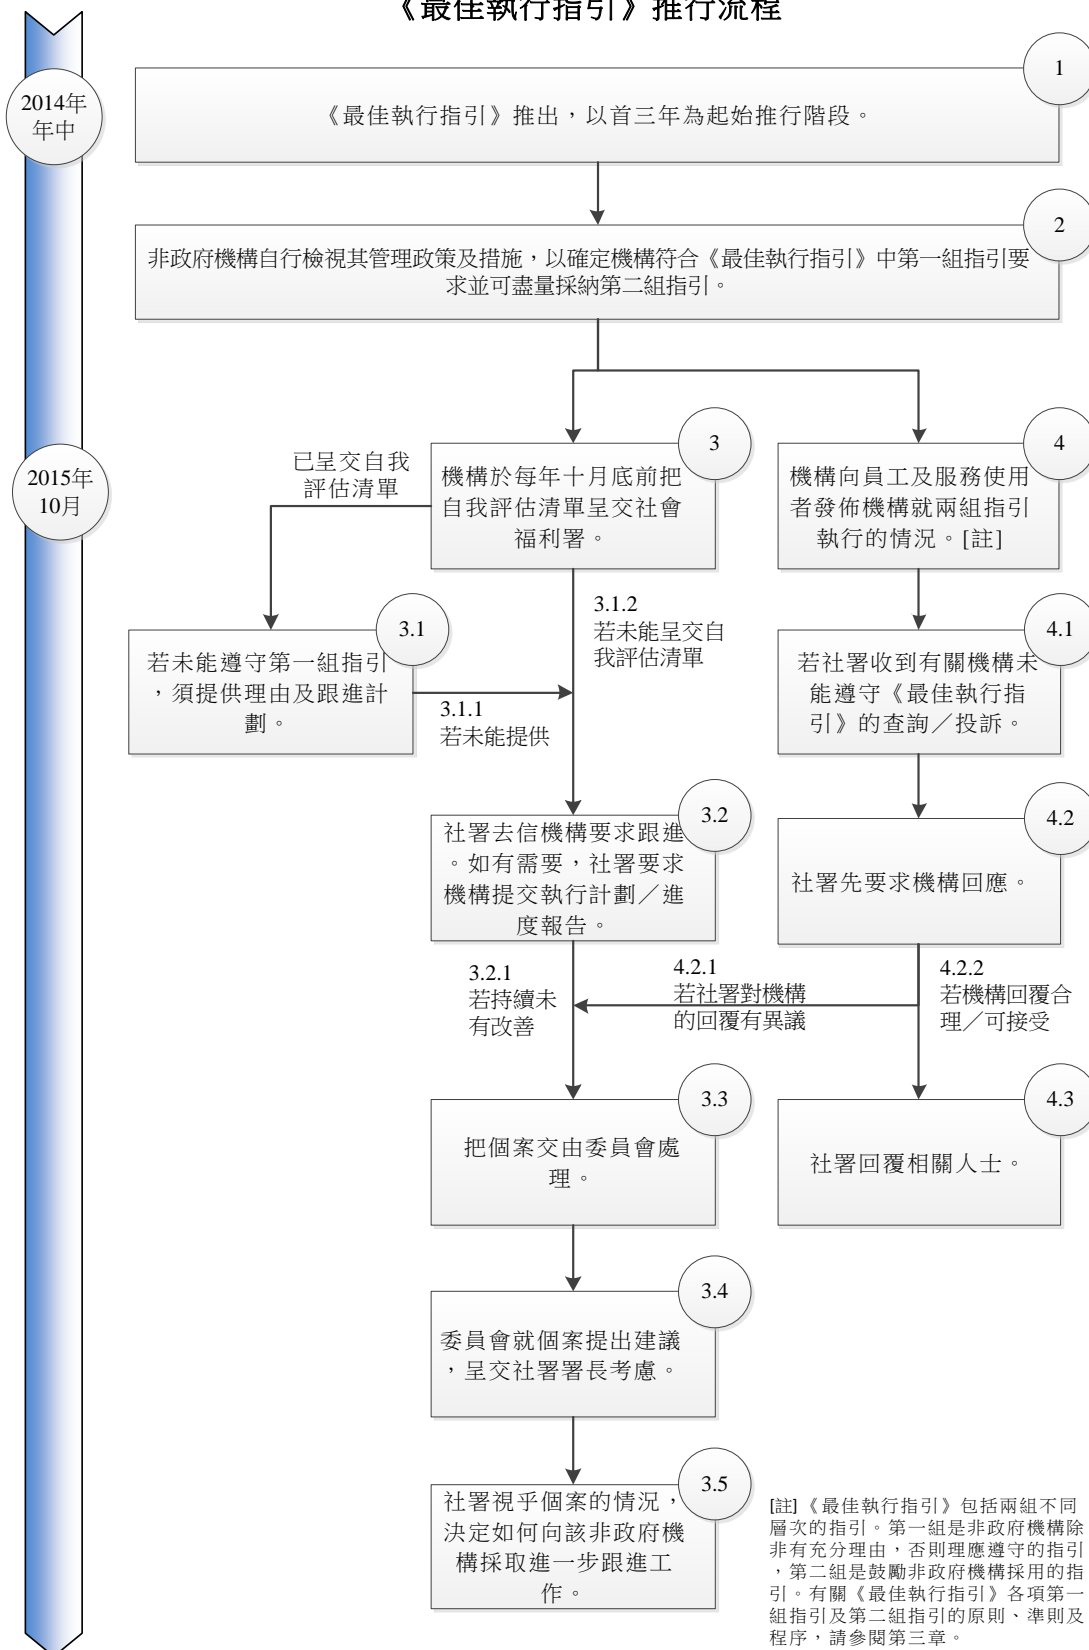 《最佳執行指引》推行流程
2014年
年中
1
《最佳執行指引》推出，以首三年為起始推行階段。
2
非政府機構自行檢視其管理政策及措施，以確定機構符合《最佳執行指引》中第一組指引要
求並可盡量採納第二組指引。
2015年
10月
已呈交自我
評估清單
3
機構於每年十月底前把
自我評估清單呈交社會
福利署。
4
機構向員工及服務使用
者發佈機構就兩組指引
執行的情況。[註]
3.1
若未能遵守第一組指引
，須提供理由及跟進計
劃。
3.1.1
若未能提供
3.1.2
若未能呈交自
我評估清單
4.1
若社署收到有關機構未
能遵守《最佳執行指
引》的查詢／投訴。
3.2
社署去信機構要求跟進
。如有需要，社署要求
機構提交執行計劃／進
度報告。
4.2
社署先要求機構回應。
3.2.1
若持續未
有改善
4.2.1
若社署對機構
的回覆有異議
4.2.2
若機構回覆合
理／可接受
3.3
把個案交由委員會處
理。
4.3
社署回覆相關人士。
3.4
委員會就個案提出建議
，呈交社署署長考慮。
3.5
社署視乎個案的情況，
決定如何向該非政府機
構採取進一步跟進工
作。
[註]《最佳執行指引》包括兩組不同
層次的指引。第一組是非政府機構除
非有充分理由，否則理應遵守的指引
，第二組是鼓勵非政府機構採用的指
引。有關《最佳執行指引》各項第一
組指引及第二組指引的原則、準則及
程序，請參閱第三章。